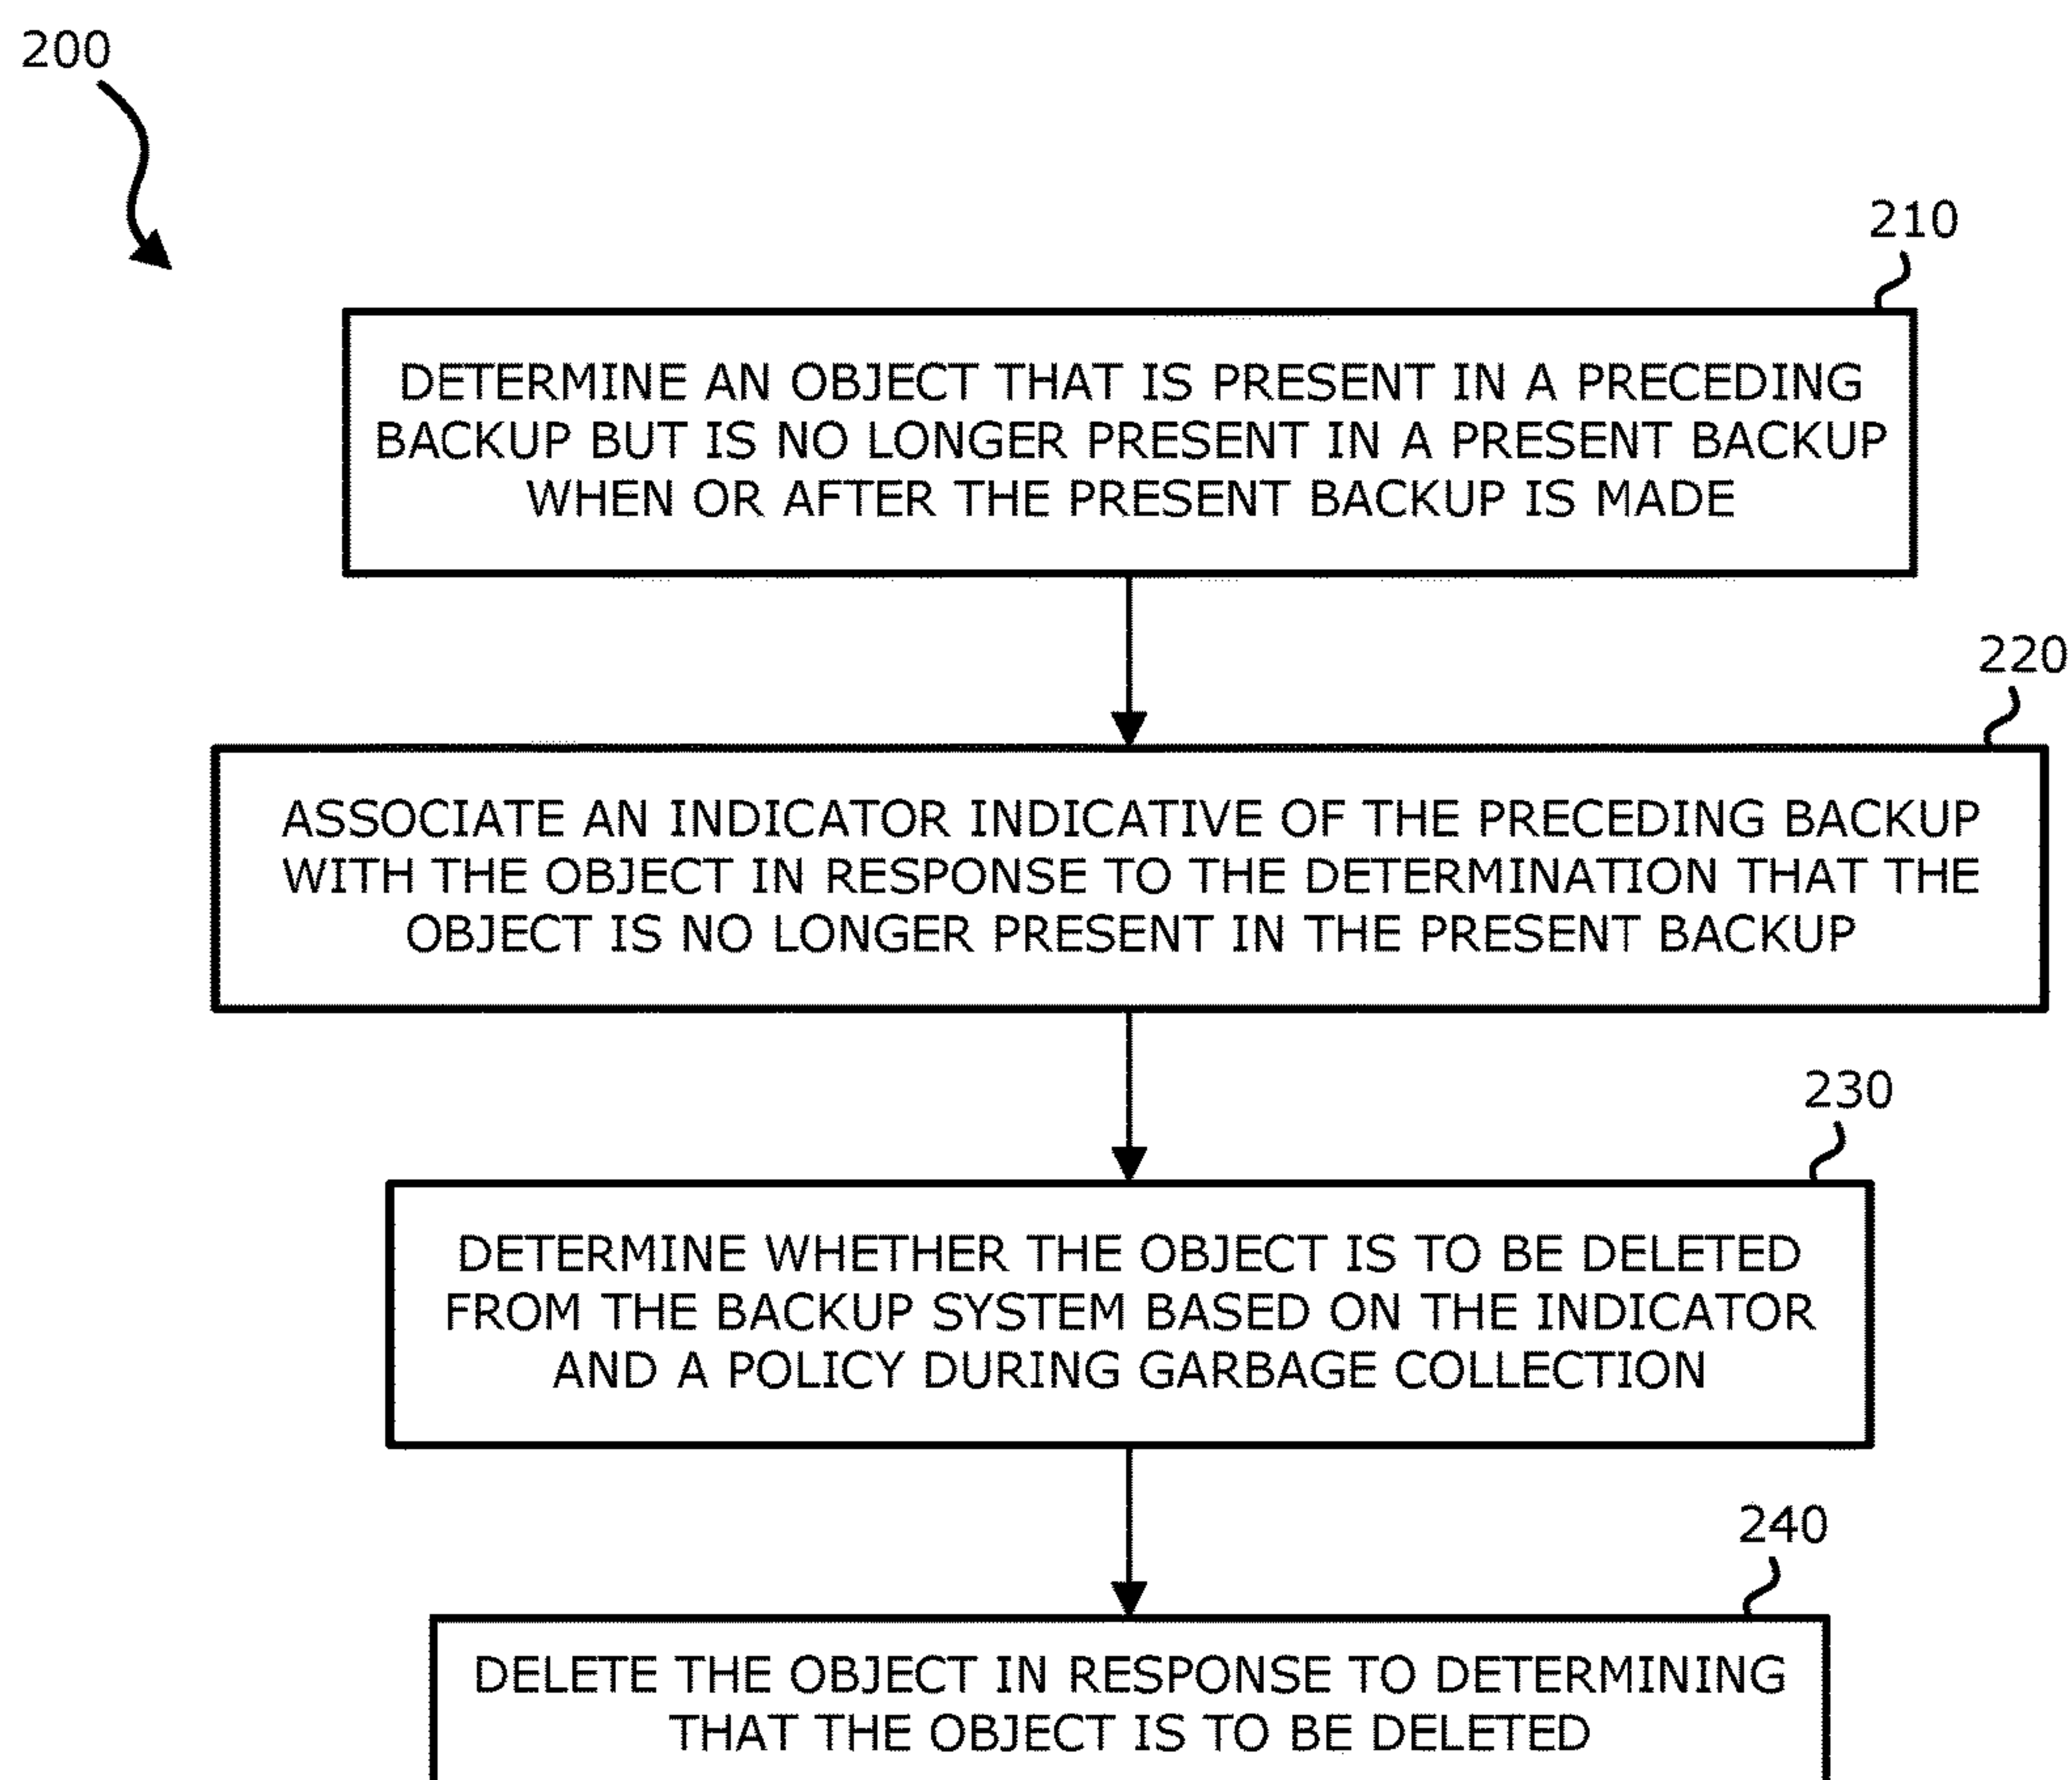 200
210
DETERMINE AN OBJECT THAT IS PRESENT IN A PRECEDING
BACKUP BUT IS NO LONGER PRESENT IN A PRESENT BACKUP
WHEN OR AFTER THE PRESENT BACKUP IS MADE
220
ASSOCIATE AN INDICATOR INDICATIVE OF THE PRECEDING BACKUP
WITH THE OBJECT IN RESPONSE TO THE DETERMINATION THAT THE
OBJECT IS NO LONGER PRESENT IN THE PRESENT BACKUP
230
DETERMINE WHETHER THE OBJECT IS TO BE DELETED
FROM THE BACKUP SYSTEM BASED ON THE INDICATOR
AND A POLICY DURING GARBAGE COLLECTION
240
DELETE THE OBJECT IN RESPONSE TO DETERMINING
THAT THE OBJECT IS TO BE DELETED